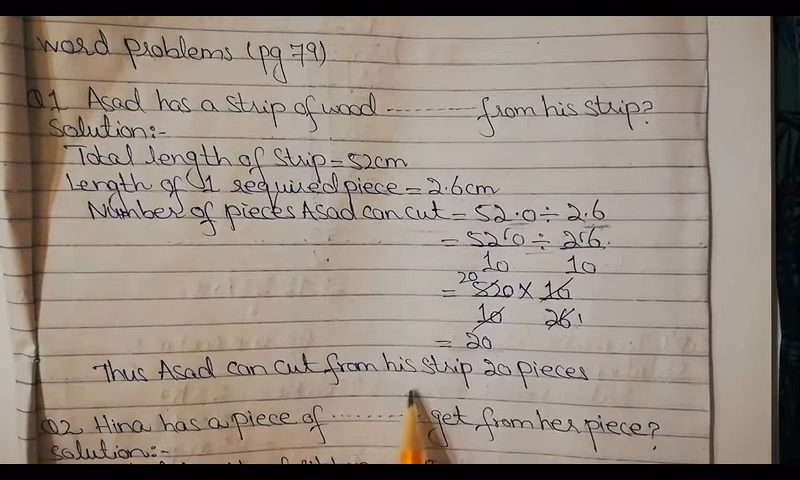 word problems (pg 79)
Q1 Asad has a strip of wood ---------- from his strip?
Solution:-
Total length of strip = 52cm
Length of 1 required piece = 2.6cm
Number of pieces Asad can cut = 52.0 ÷ 2.6
= 520 ÷ 26
10 10
20
= 520 × 10
10 26 1
= 20
Thus Asad can cut from his strip 20 pieces
Q2. Hina has a piece of .......... get from her piece?
Solution:-